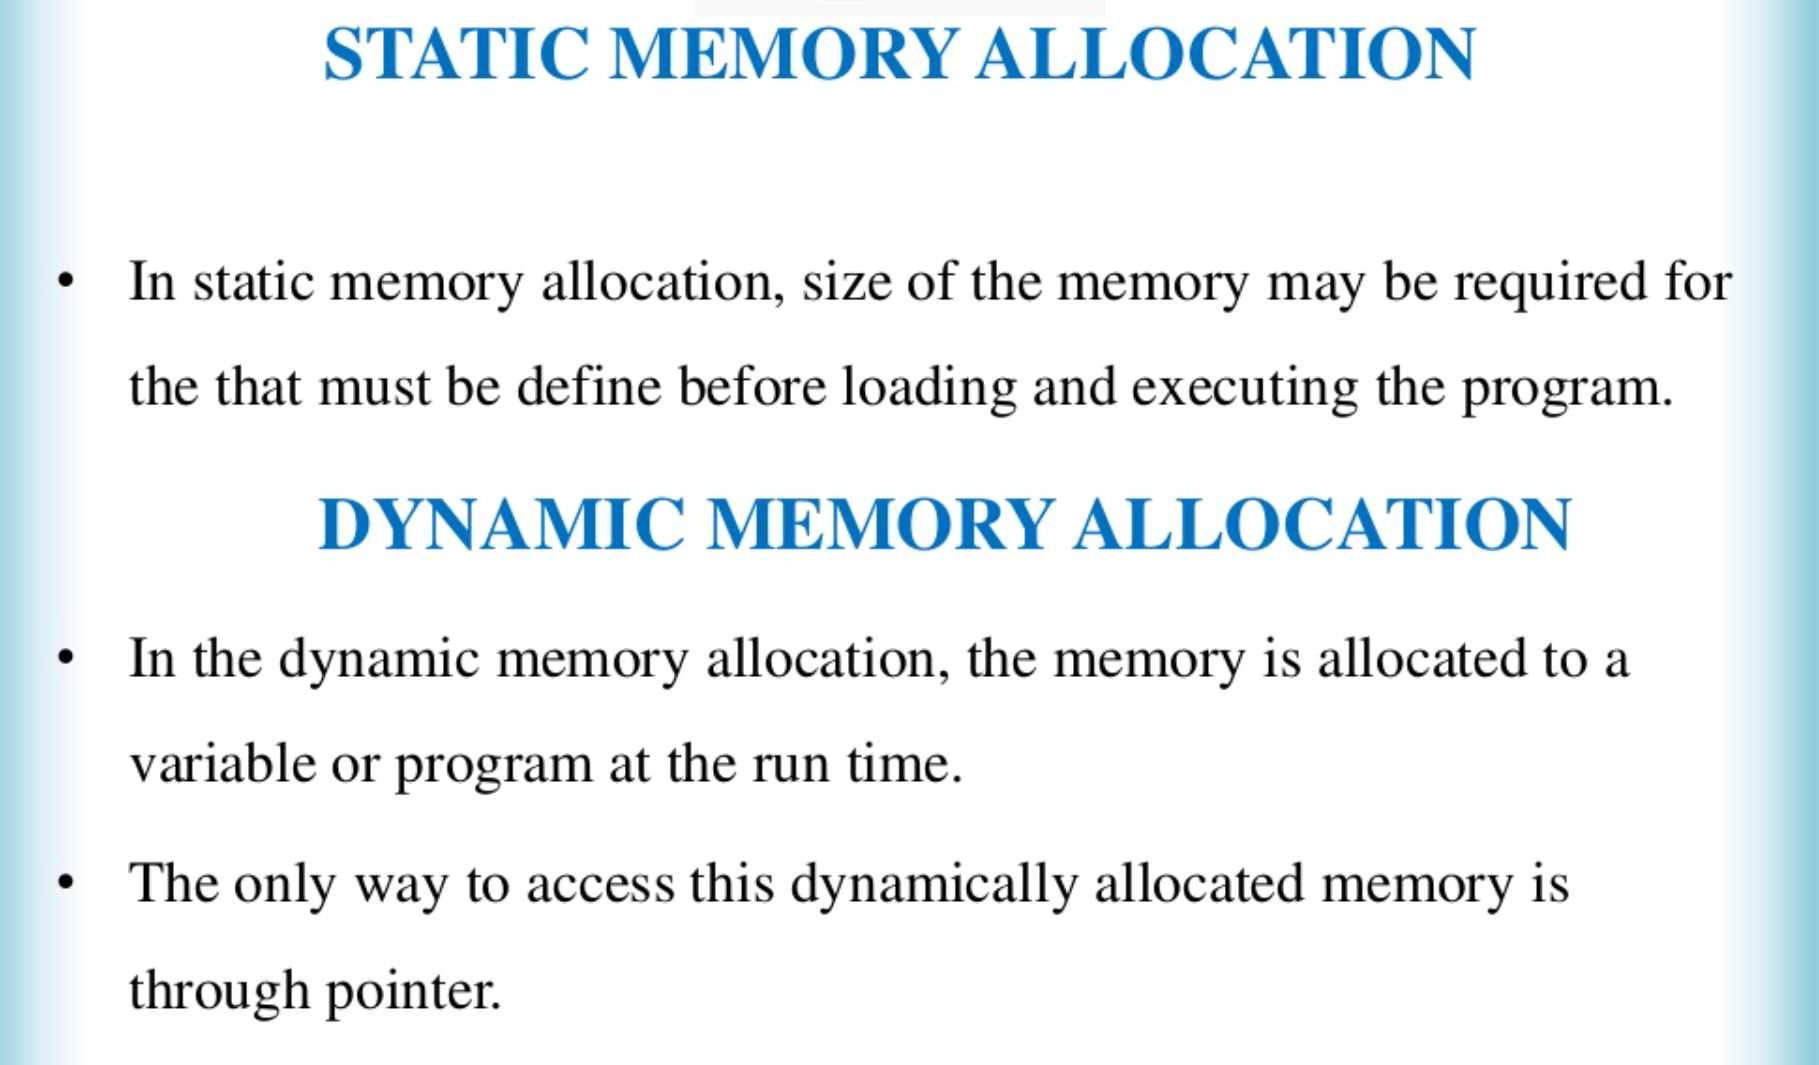 STATIC MEMORY ALLOCATION
• In static memory allocation, size of the memory may be required for
the that must be define before loading and executing the program.
DYNAMIC MEMORY ALLOCATION
• In the dynamic memory allocation, the memory is allocated to a
variable or program at the run time.
• The only way to access this dynamically allocated memory is
through pointer.